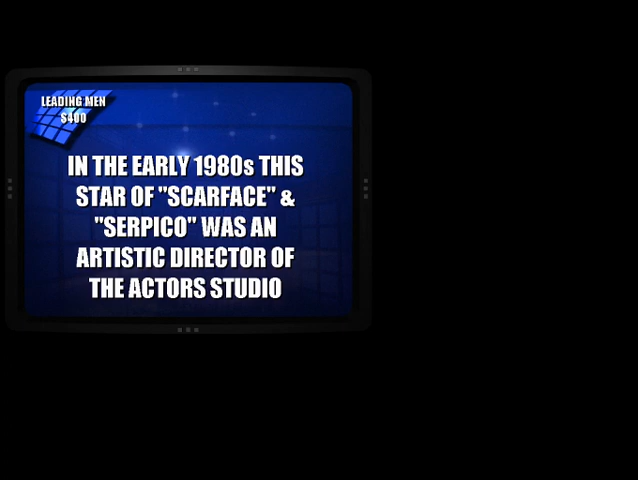 LEADING MEN
$400
IN THE EARLY 1980s THIS
STAR OF "SCARFACE" &
"SERPICO" WAS AN
ARTISTIC DIRECTOR OF
THE ACTORS STUDIO